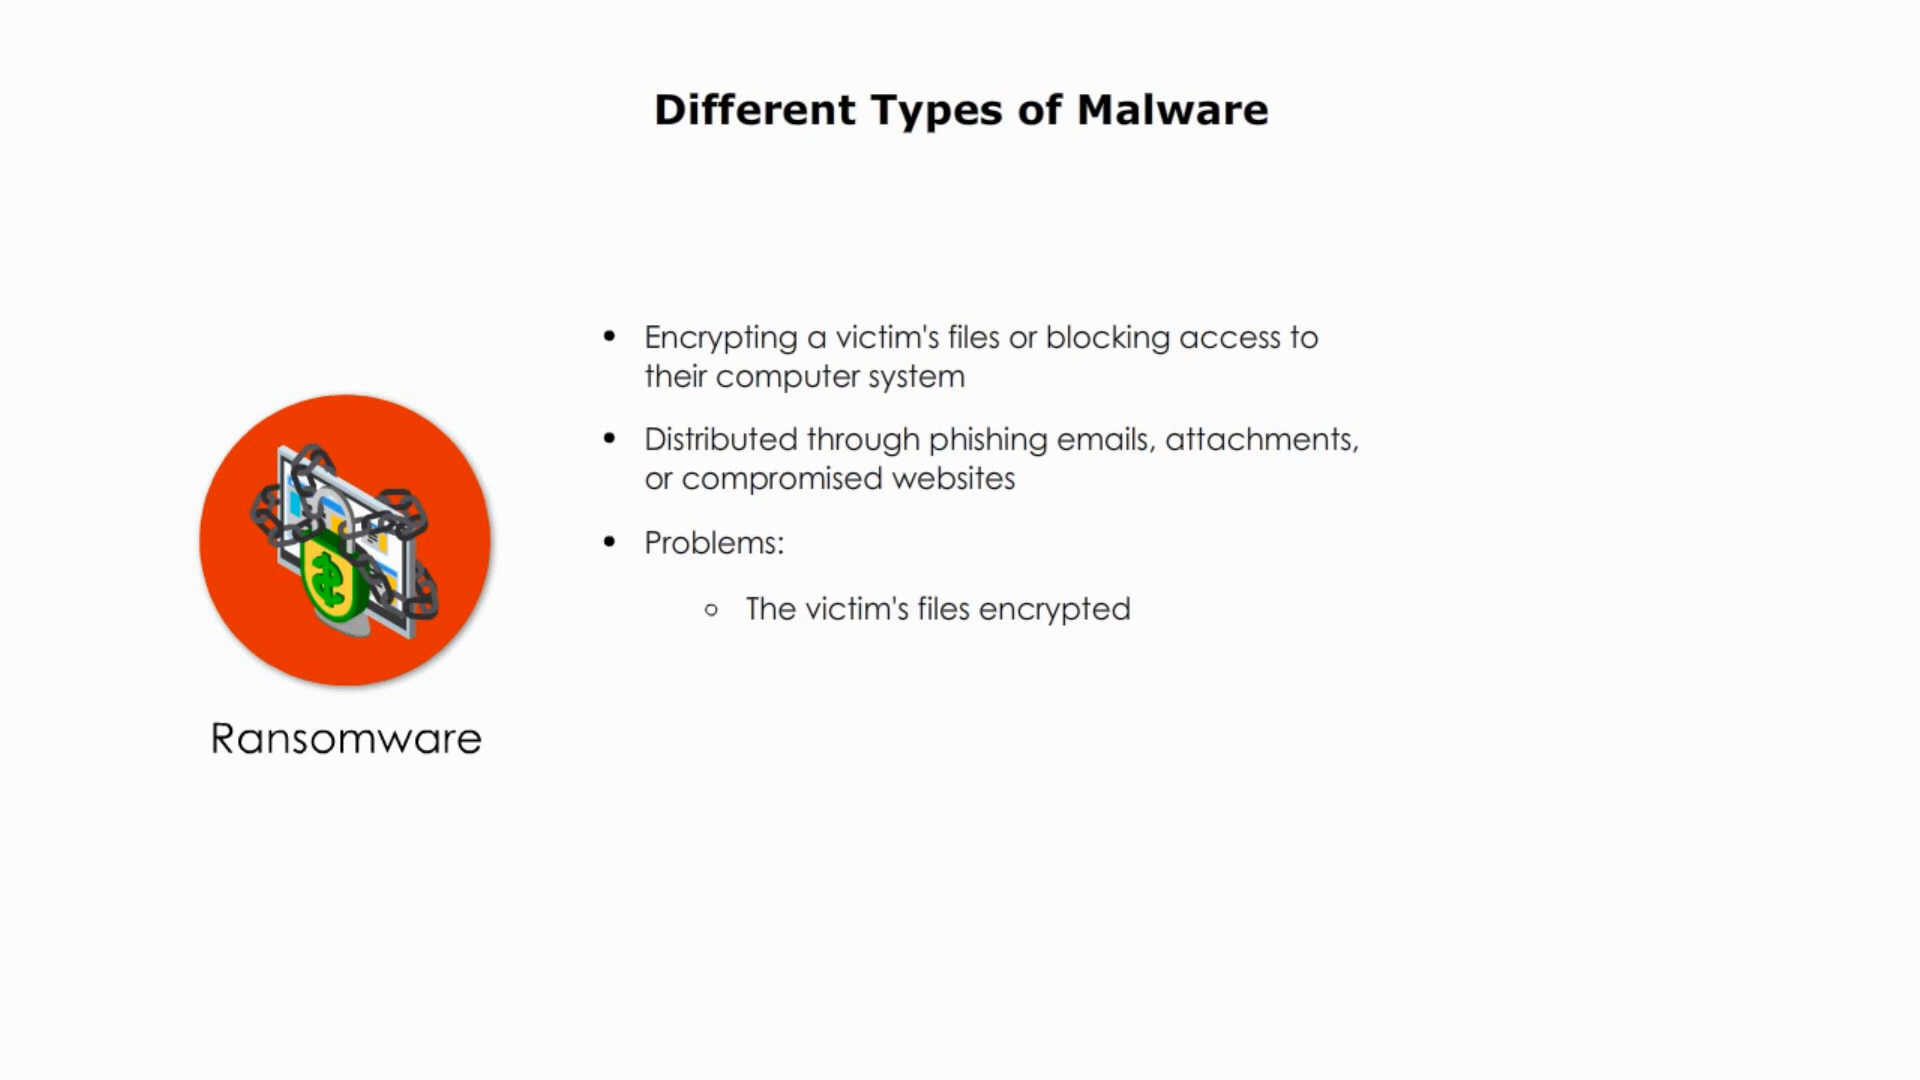 Different Types of Malware
• Encrypting a victim's files or blocking access to
their computer system
• Distributed through phishing emails, attachments,
or compromised websites
• Problems:
○ The victim's files encrypted
Ransomware